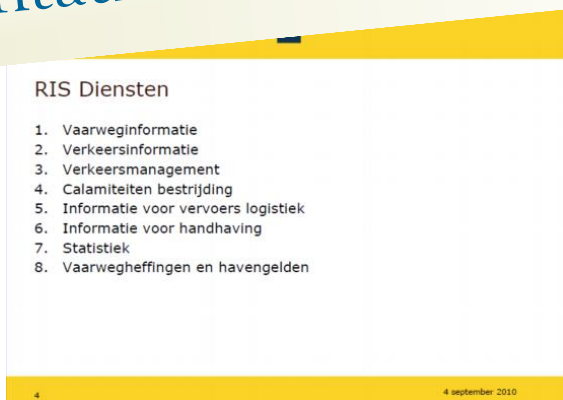 RIS Diensten
1. Vaarweginformatie
2. Verkeersinformatie
3. Verkeersmanagement
4. Calamiteiten bestrijding
5. Informatie voor vervoers logistiek
6. Informatie voor handhaving
7. Statistiek
8. Vaarwegheffingen en havengelden
4 4 september 2010